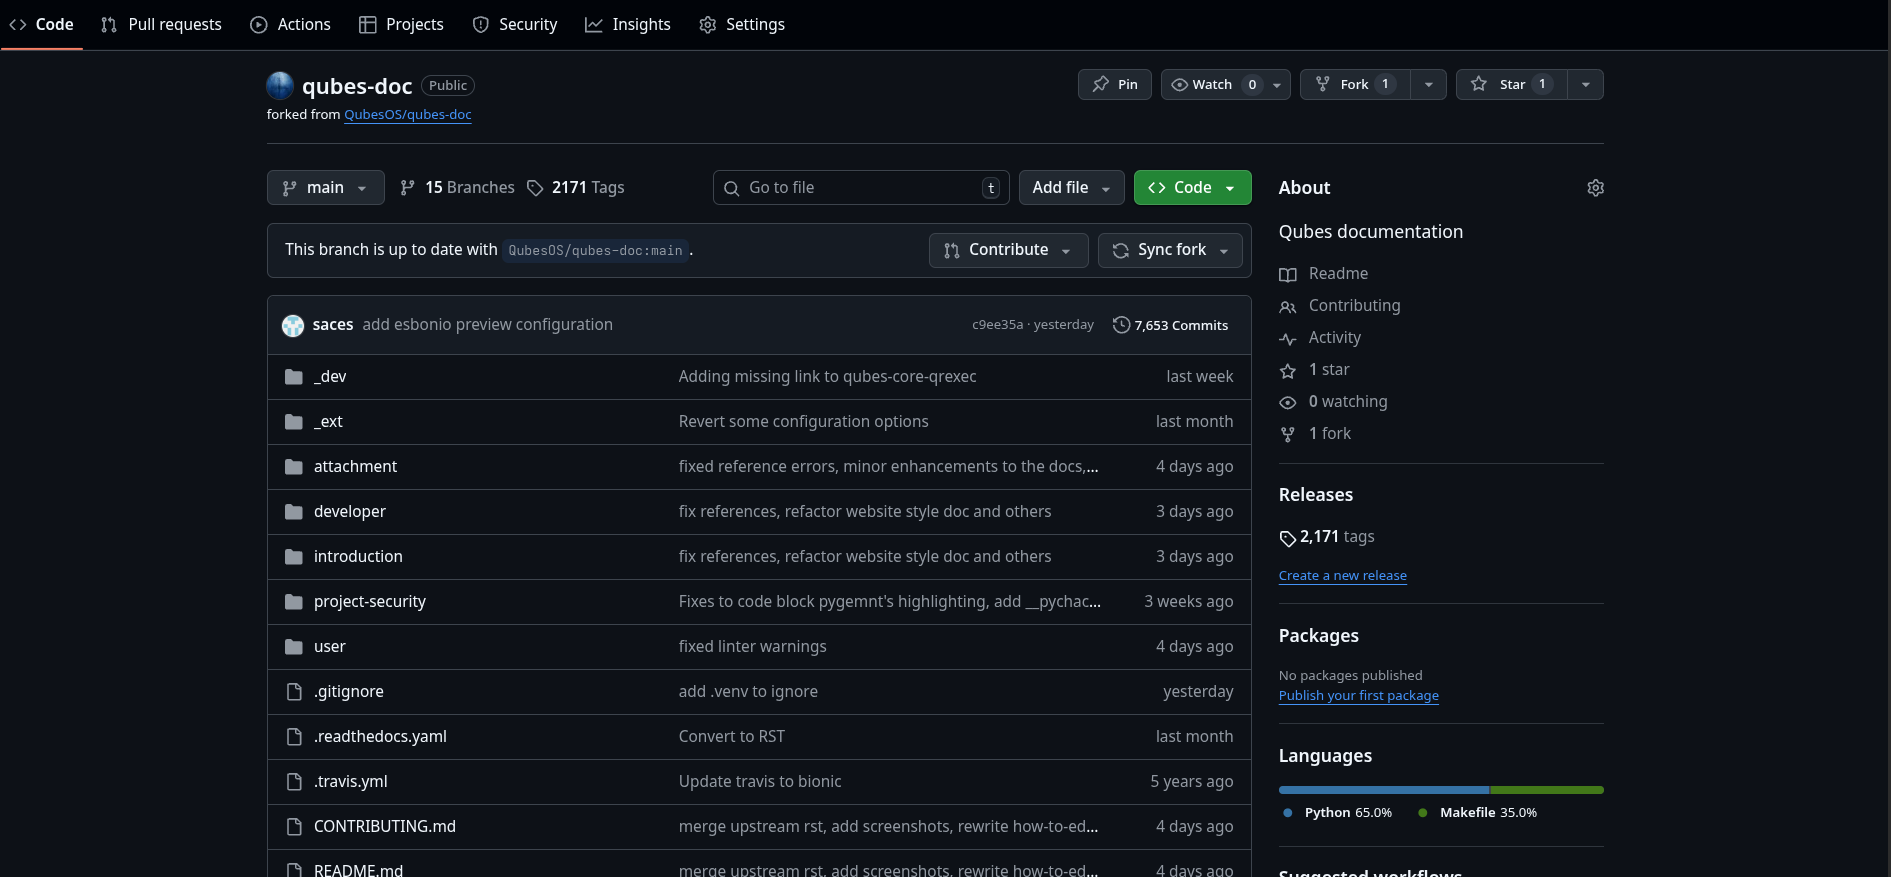 Code Pull requests Actions Projects Security Insights Settings
qubes-doc Public
forked from QubesOS/qubes-doc
Pin Watch 0 Fork 1 Star 1
main 15 Branches 2171 Tags Go to file t Add file Code
This branch is up to date with QubesOS/qubes-doc:main. Contribute Sync fork
saces add esbonio preview configuration c9ee35a · yesterday 7,653 Commits
_dev Adding missing link to qubes-core-qrexec last week
_ext Revert some configuration options last month
attachment fixed reference errors, minor enhancements to the docs,... 4 days ago
developer fix references, refactor website style doc and others 3 days ago
introduction fix references, refactor website style doc and others 3 days ago
project-security Fixes to code block pygemnt's highlighting, add __pychac... 3 weeks ago
user fixed linter warnings 4 days ago
.gitignore add .venv to ignore yesterday
.readthedocs.yaml Convert to RST last month
.travis.yml Update travis to bionic 5 years ago
CONTRIBUTING.md merge upstream rst, add screenshots, rewrite how-to-ed... 4 days ago
README.md merge upstream rst, add screenshots, rewrite how-to-ed... 4 days ago
About
Qubes documentation
Readme
Contributing
Activity
1 star
0 watching
1 fork
Releases
2,171 tags
Create a new release
Packages
No packages published
Publish your first package
Languages
Python 65.0% Makefile 35.0%
Suggested workflows